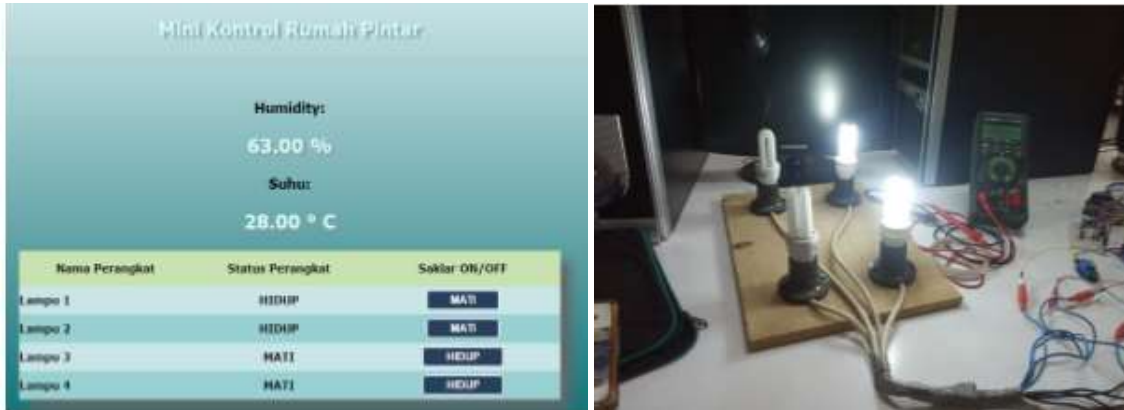 Mini Kontrol Rumah Pintar
Humidity:
63.00 %
Suhu:
28.00 ° C
Nama Perangkat Status Perangkat Saklar ON/OFF
Lampu 1 HIDUP MATI
Lampu 2 HIDUP MATI
Lampu 3 MATI HIDUP
Lampu 4 MATI HIDUP